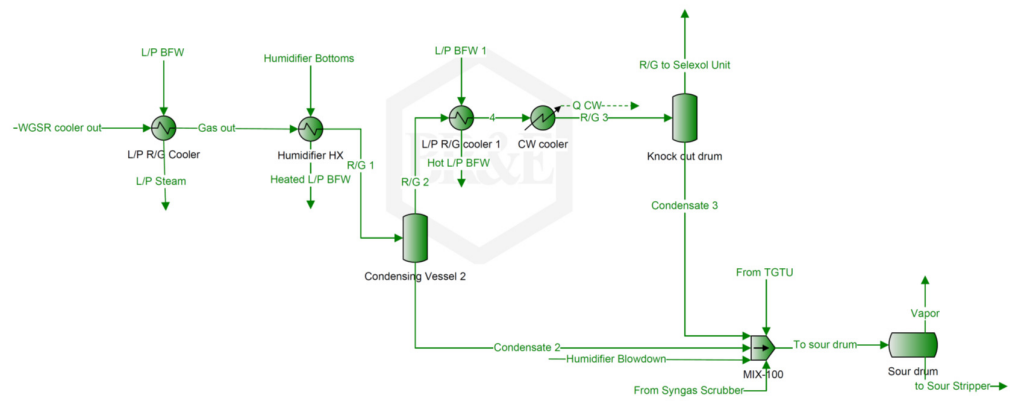 L/P BFW
Humidifier Bottoms
L/P BFW 1
R/G to Selexol Unit
Q CW
WGSR cooler out
Gas out
4
R/G 3
L/P R/G Cooler
Humidifier HX
L/P R/G cooler 1
CW cooler
Knock out drum
R/G 1
Hot L/P BFW
L/P Steam
Heated L/P BFW
R/G 2
BK&E
Condensate 3
Condensing Vessel 2
From TGTU
Vapor
Condensate 2
To sour drum
Humidifier Blowdown
MIX-100
Sour drum
to Sour Stripper
From Syngas Scrubber